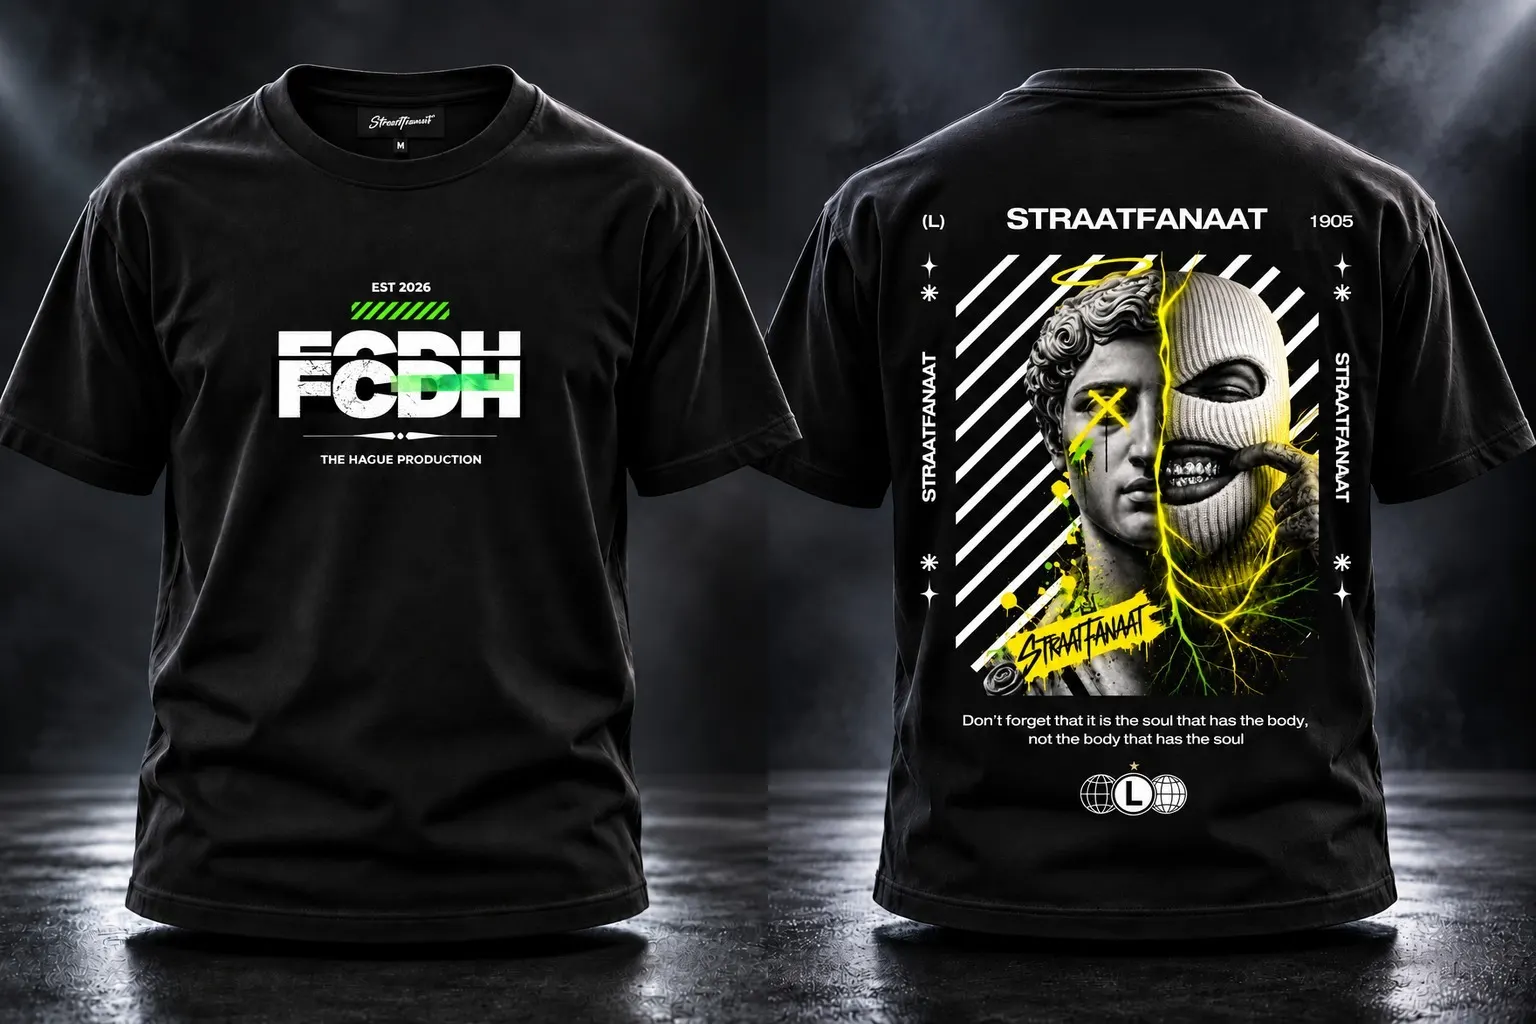 StraatFanaat
M
EST 2026
FCDH
FCDH
THE HAGUE PRODUCTION
(L)
STRAATFANAAT
1905
STRAATFANAAT
STRAATFANAAT
STRAATFANAAT
Don't forget that it is the soul that has the body,
not the body that has the soul
L